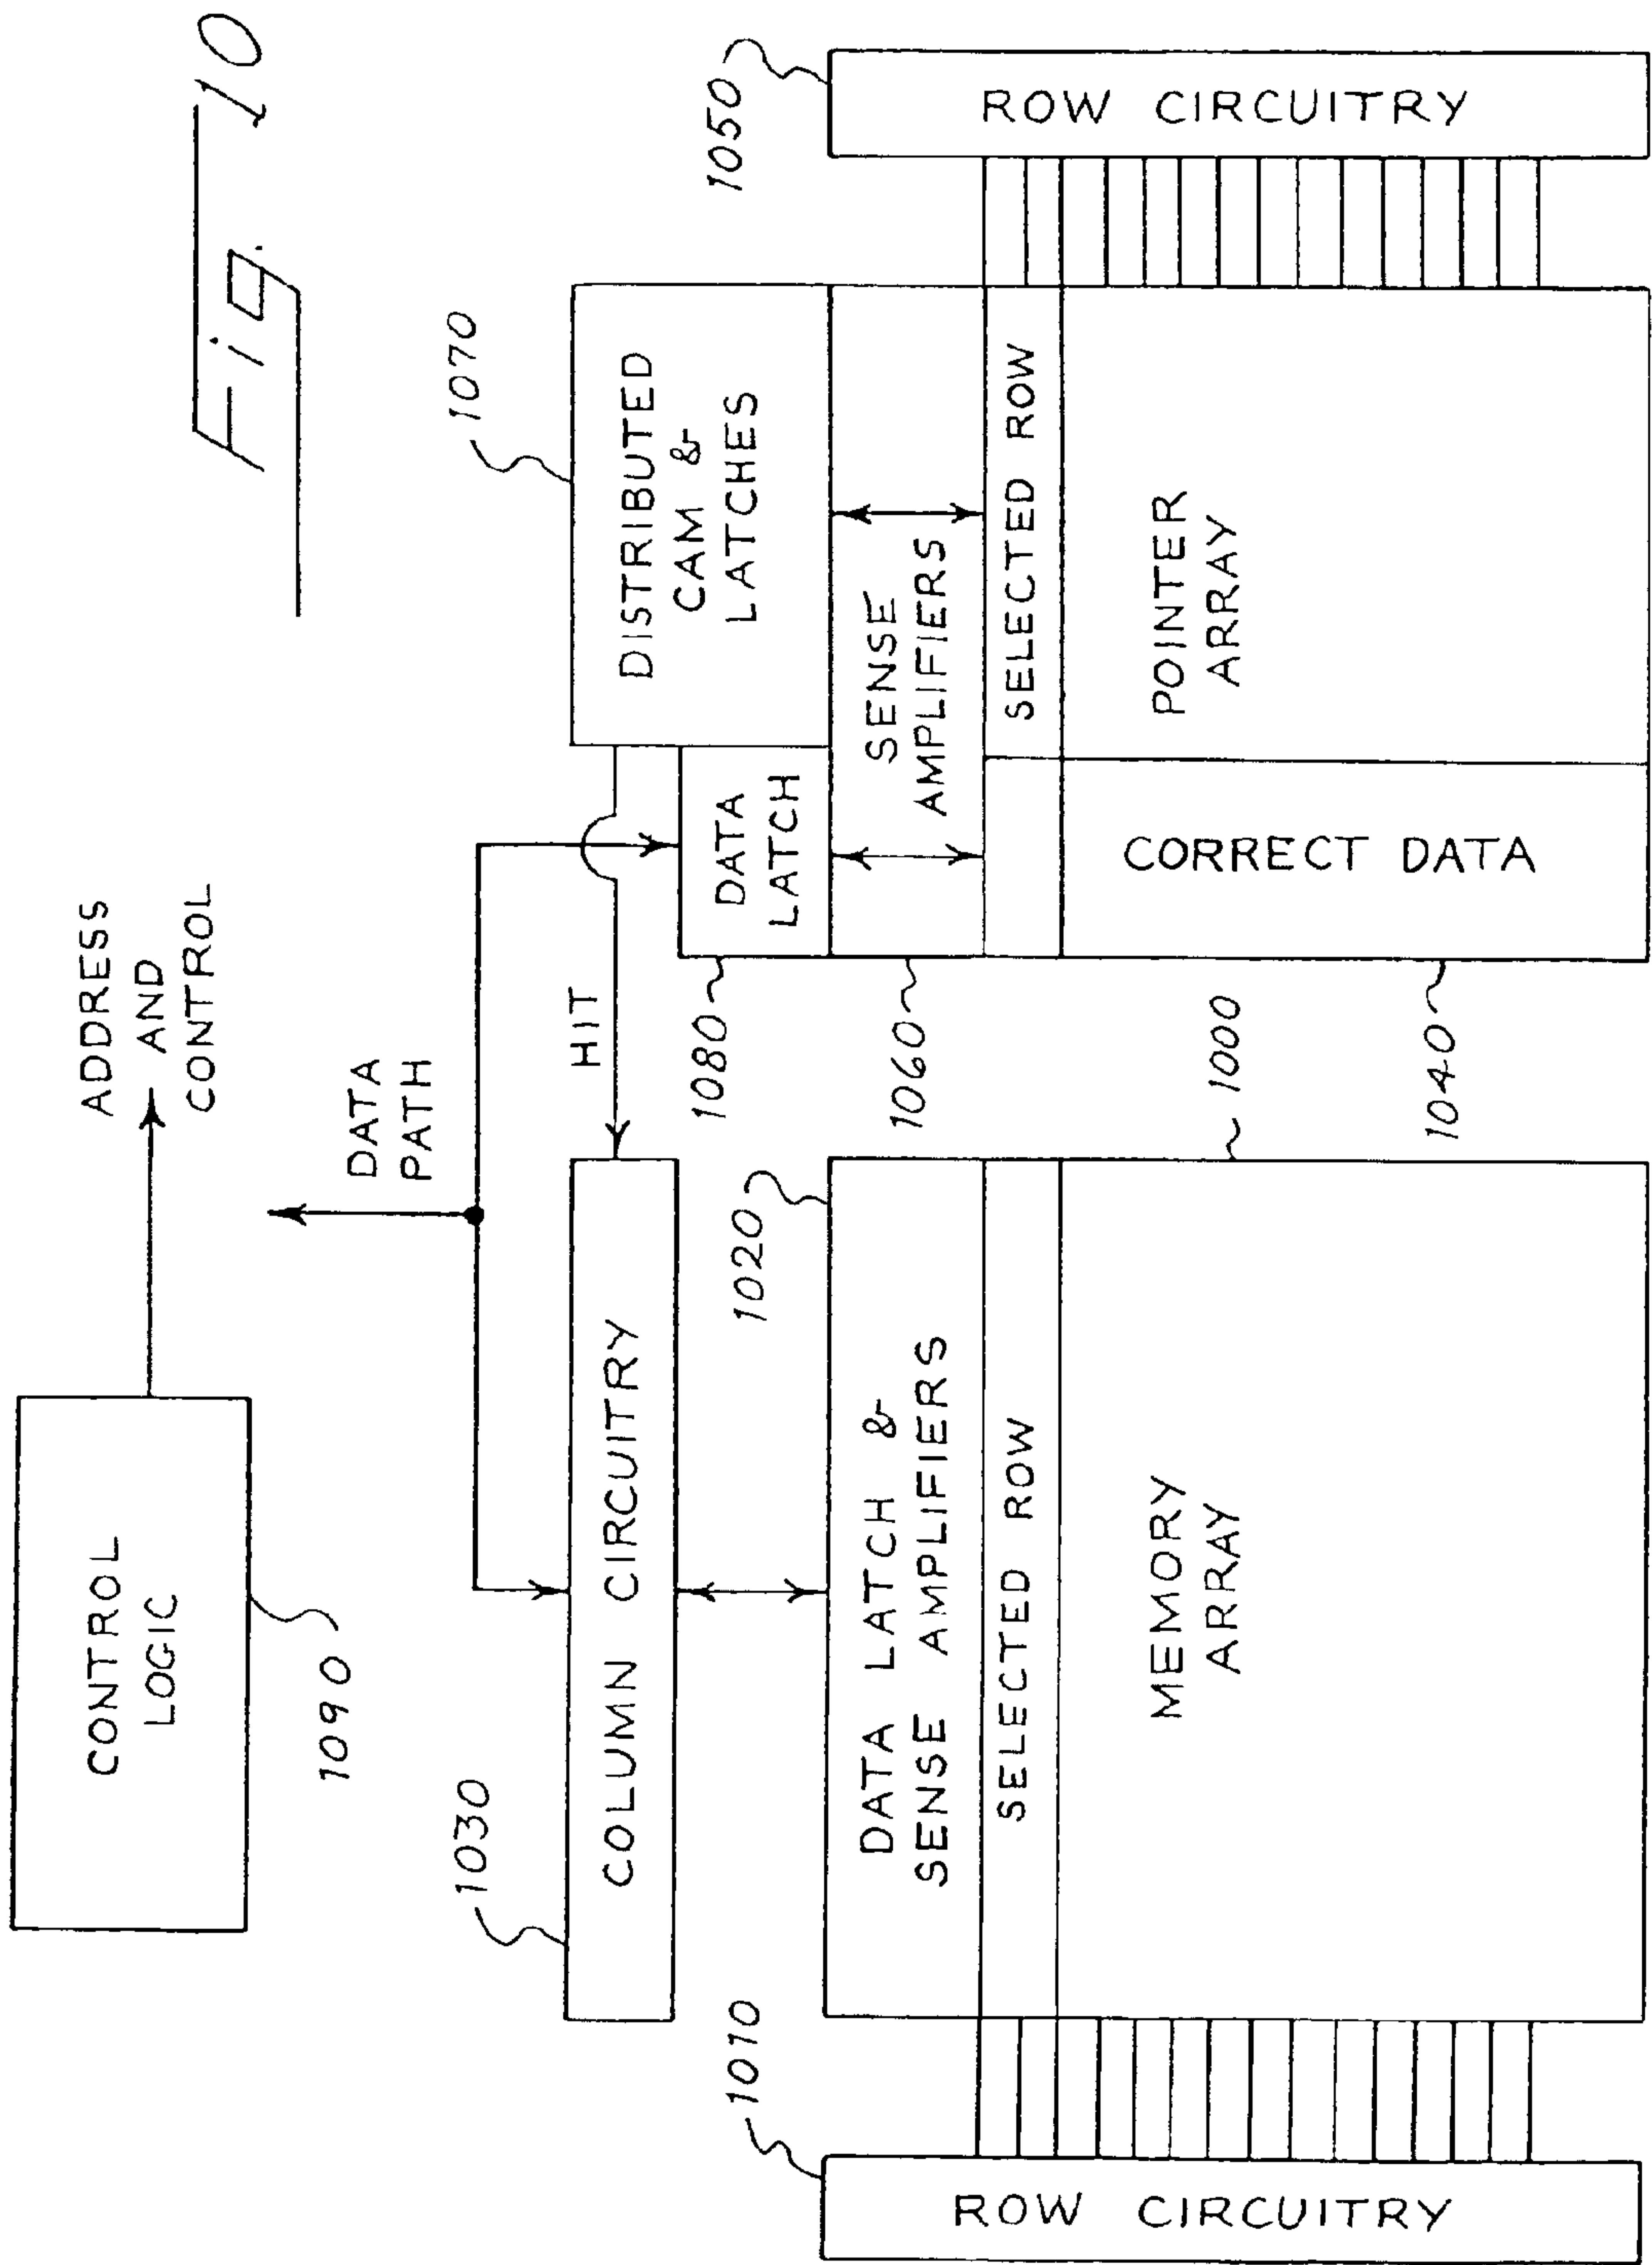 Fig. 10
CONTROL
LOGIC
1090
ADDRESS
AND
CONTROL
DATA
PATH
1030
COLUMN CIRCUITRY
HIT
1070
DISTRIBUTED
CAM &
LATCHES
DATA
LATCH
1080
1010
ROW CIRCUITRY
1020
DATA LATCH &
SENSE AMPLIFIERS
SELECTED ROW
MEMORY
ARRAY
1000
1060
SENSE
AMPLIFIERS
SELECTED ROW
1040
CORRECT DATA
POINTER
ARRAY
1050
ROW CIRCUITRY